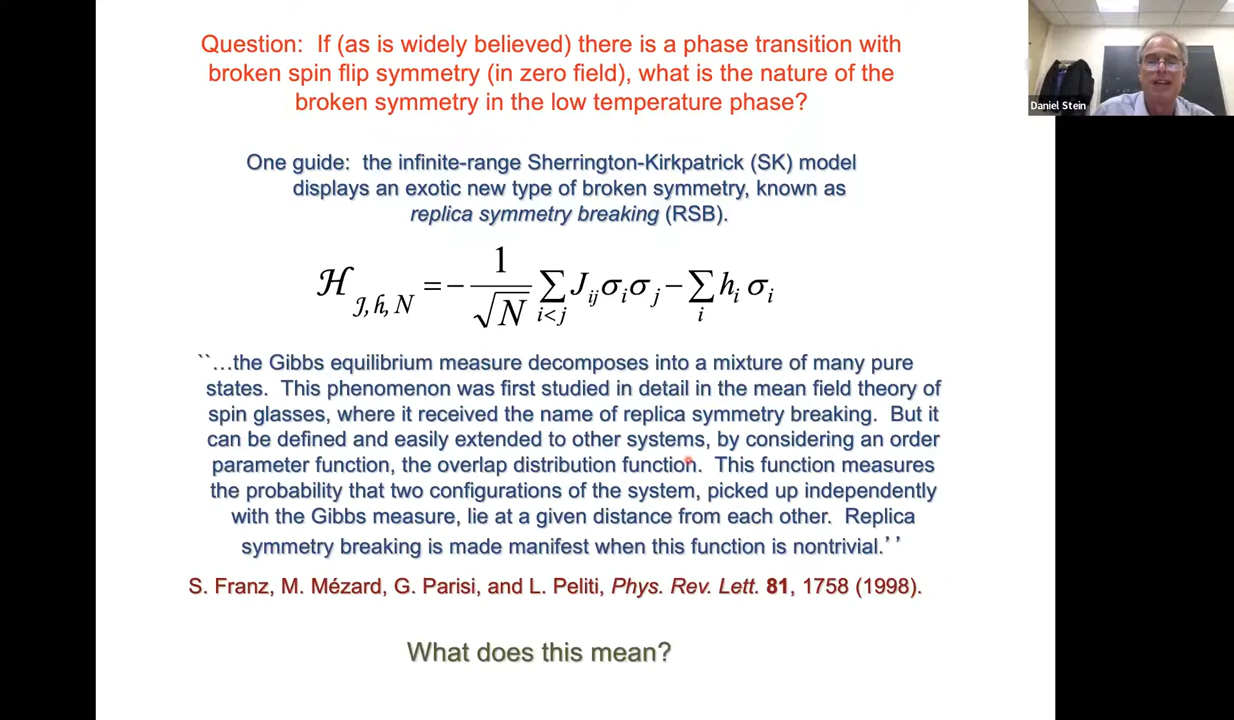 Question: If (as is widely believed) there is a phase transition with
broken spin flip symmetry (in zero field), what is the nature of the
broken symmetry in the low temperature phase?
Daniel Stein
One guide: the infinite-range Sherrington-Kirkpatrick (SK) model
displays an exotic new type of broken symmetry, known as
replica symmetry breaking (RSB).
ℋ_{J,h,N} = − 1/√N ∑_{i<j} J_{ij} σ_i σ_j − ∑_i h_i σ_i
``…the Gibbs equilibrium measure decomposes into a mixture of many pure
states. This phenomenon was first studied in detail in the mean field theory of
spin glasses, where it received the name of replica symmetry breaking. But it
can be defined and easily extended to other systems, by considering an order
parameter function, the overlap distribution function. This function measures
the probability that two configurations of the system, picked up independently
with the Gibbs measure, lie at a given distance from each other. Replica
symmetry breaking is made manifest when this function is nontrivial.’’
S. Franz, M. Mézard, G. Parisi, and L. Peliti, Phys. Rev. Lett. 81, 1758 (1998).
What does this mean?